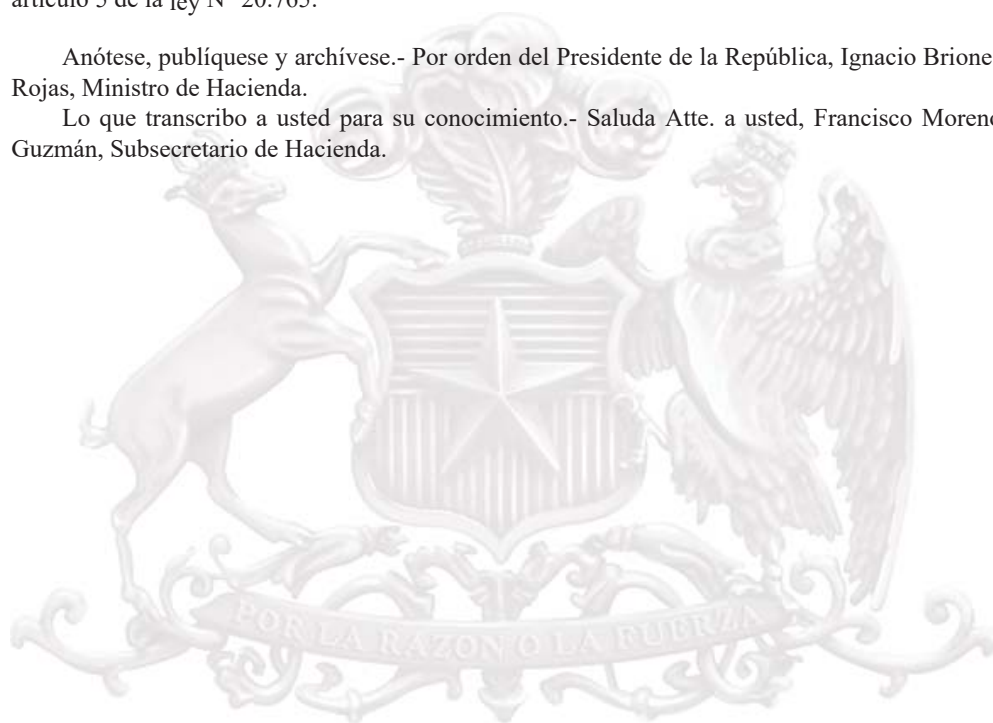 artículo 5 de la ley N° 20.765.
Anótese, publíquese y archívese.- Por orden del Presidente de la República, Ignacio Brione
Rojas, Ministro de Hacienda.
Lo que transcribo a usted para su conocimiento.- Saluda Atte. a usted, Francisco Moreno
Guzmán, Subsecretario de Hacienda.
POR LA RAZON O LA FUERZA